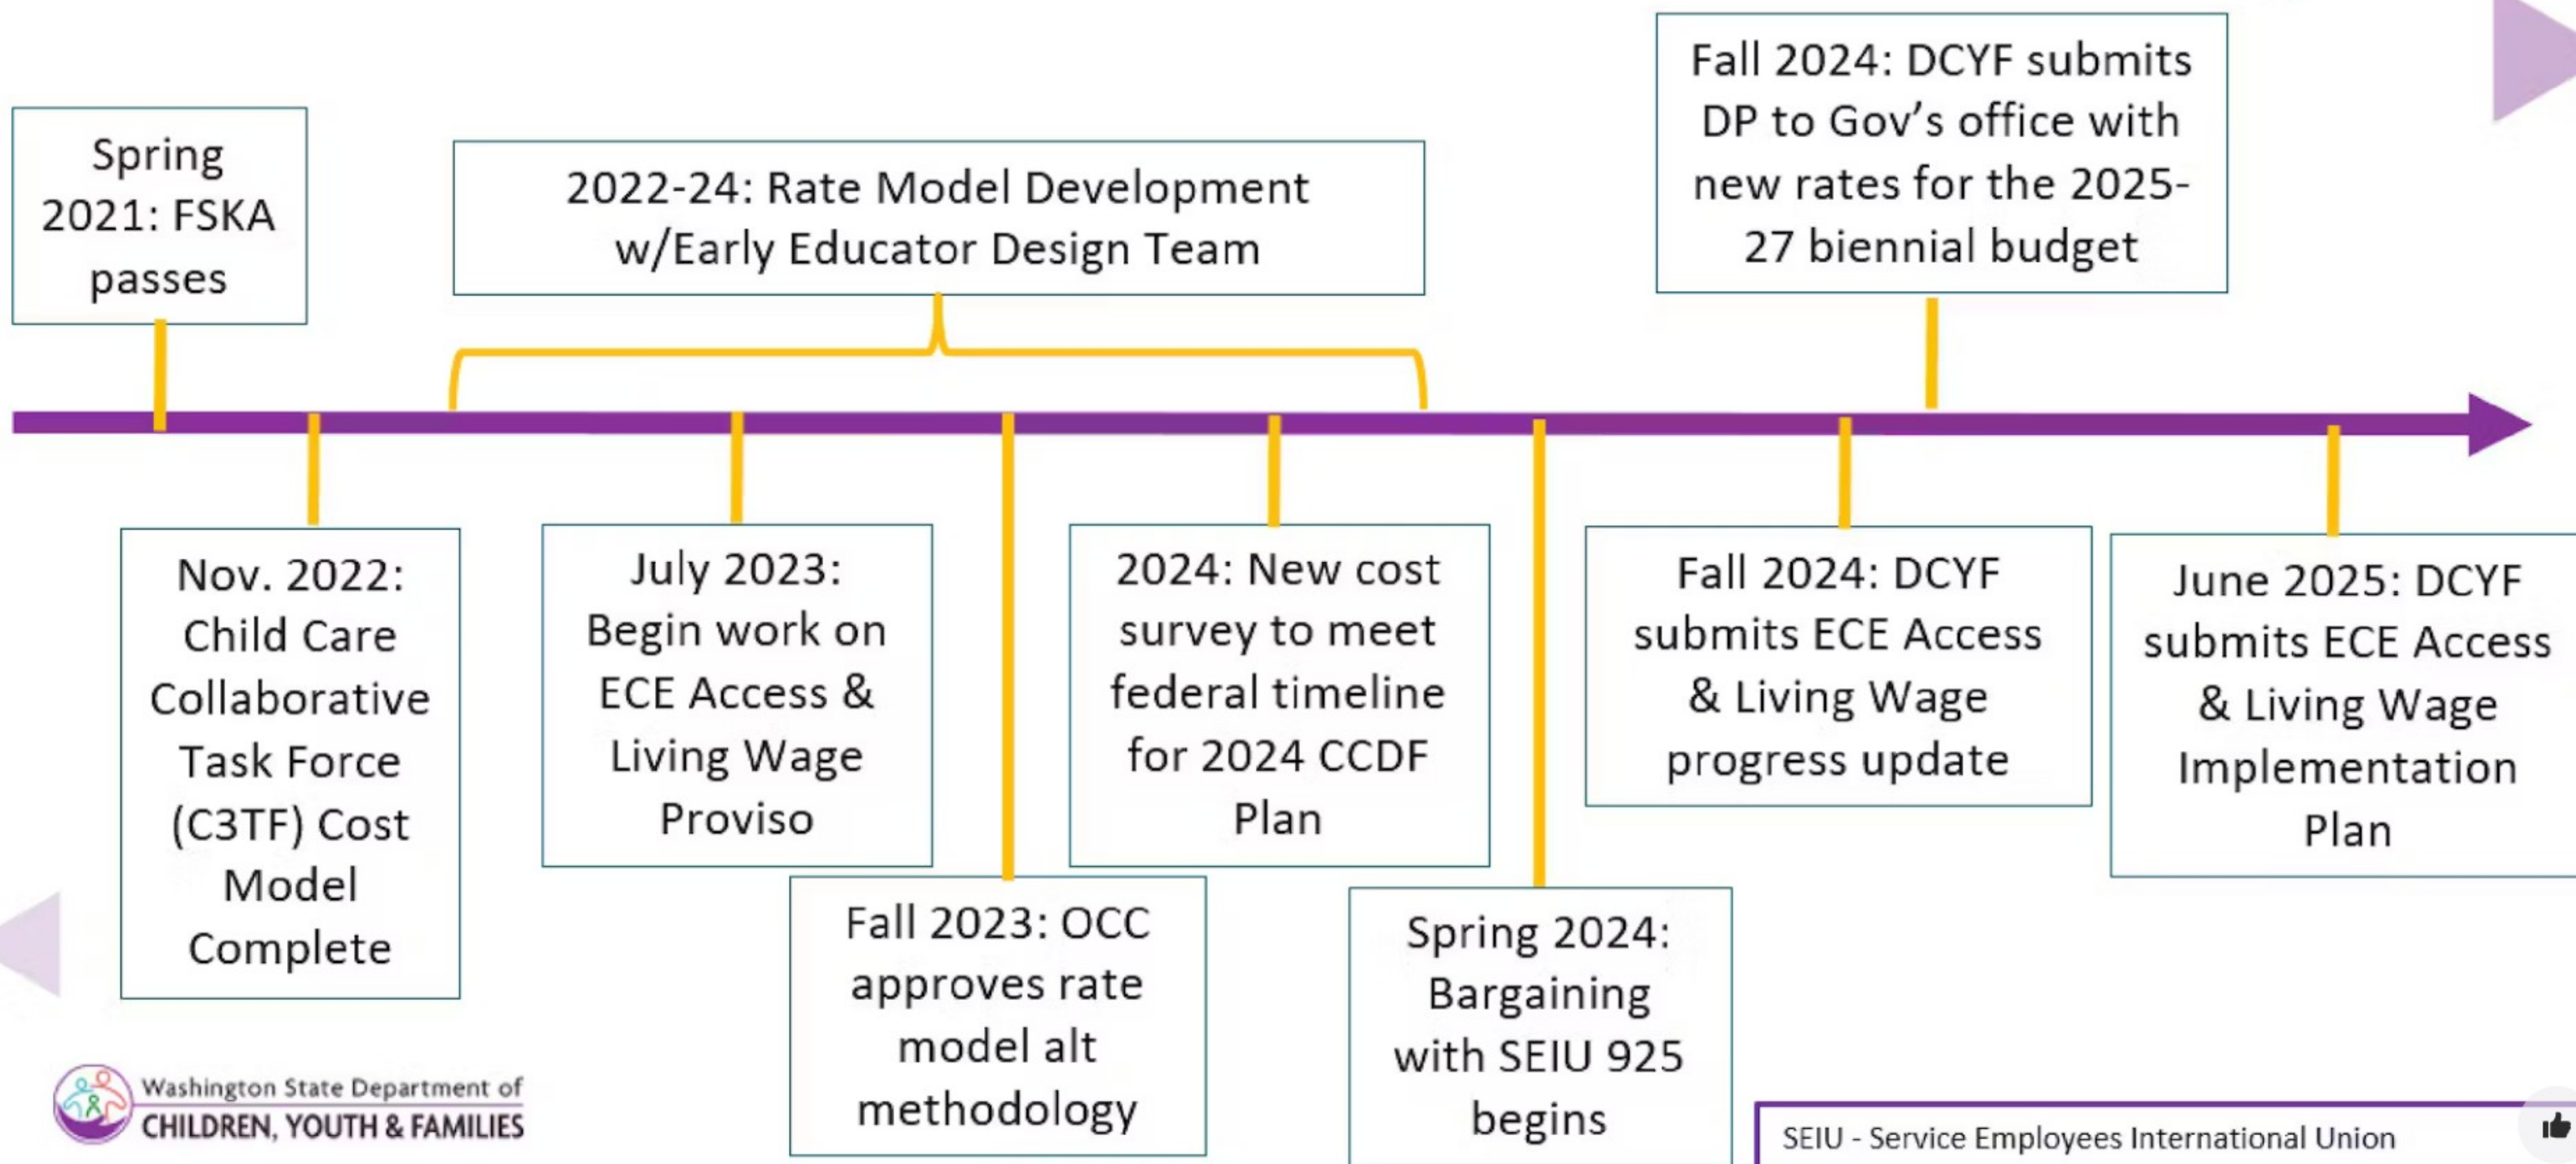 Spring
2021: FSKA
passes
2022-24: Rate Model Development
w/Early Educator Design Team
Fall 2024: DCYF submits
DP to Gov’s office with
new rates for the 2025-
27 biennial budget
Nov. 2022:
Child Care
Collaborative
Task Force
(C3TF) Cost
Model
Complete
July 2023:
Begin work on
ECE Access &
Living Wage
Proviso
Fall 2023: OCC
approves rate
model alt
methodology
2024: New cost
survey to meet
federal timeline
for 2024 CCDF
Plan
Spring 2024:
Bargaining
with SEIU 925
begins
Fall 2024: DCYF
submits ECE Access
& Living Wage
progress update
June 2025: DCYF
submits ECE Access
& Living Wage
Implementation
Plan
Washington State Department of
CHILDREN, YOUTH & FAMILIES
SEIU - Service Employees International Union